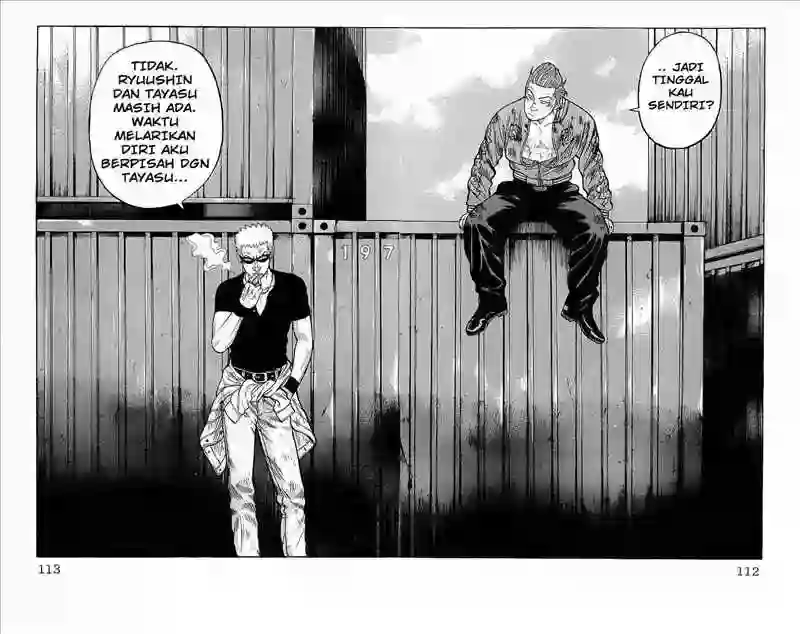 .. JADI
TINGGAL
KAU
SENDIRI?
TIDAK.
RYUUSHIN
DAN TAYASU
MASIH ADA.
WAKTU
MELARIKAN
DIRI AKU
BERPISAH DGN
TAYASU...
197
113
112